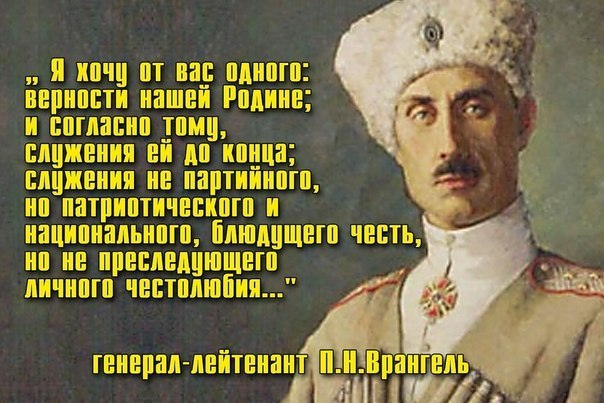 „ Я хочу от вас одного:
верности нашей Родине;
и согласно тому,
служения ей до конца;
служения не партийного,
но патриотического и
национального, блюдущего честь,
но не преследующего
личного честолюбия..."
генерал-лейтенант П.Н.Врангель